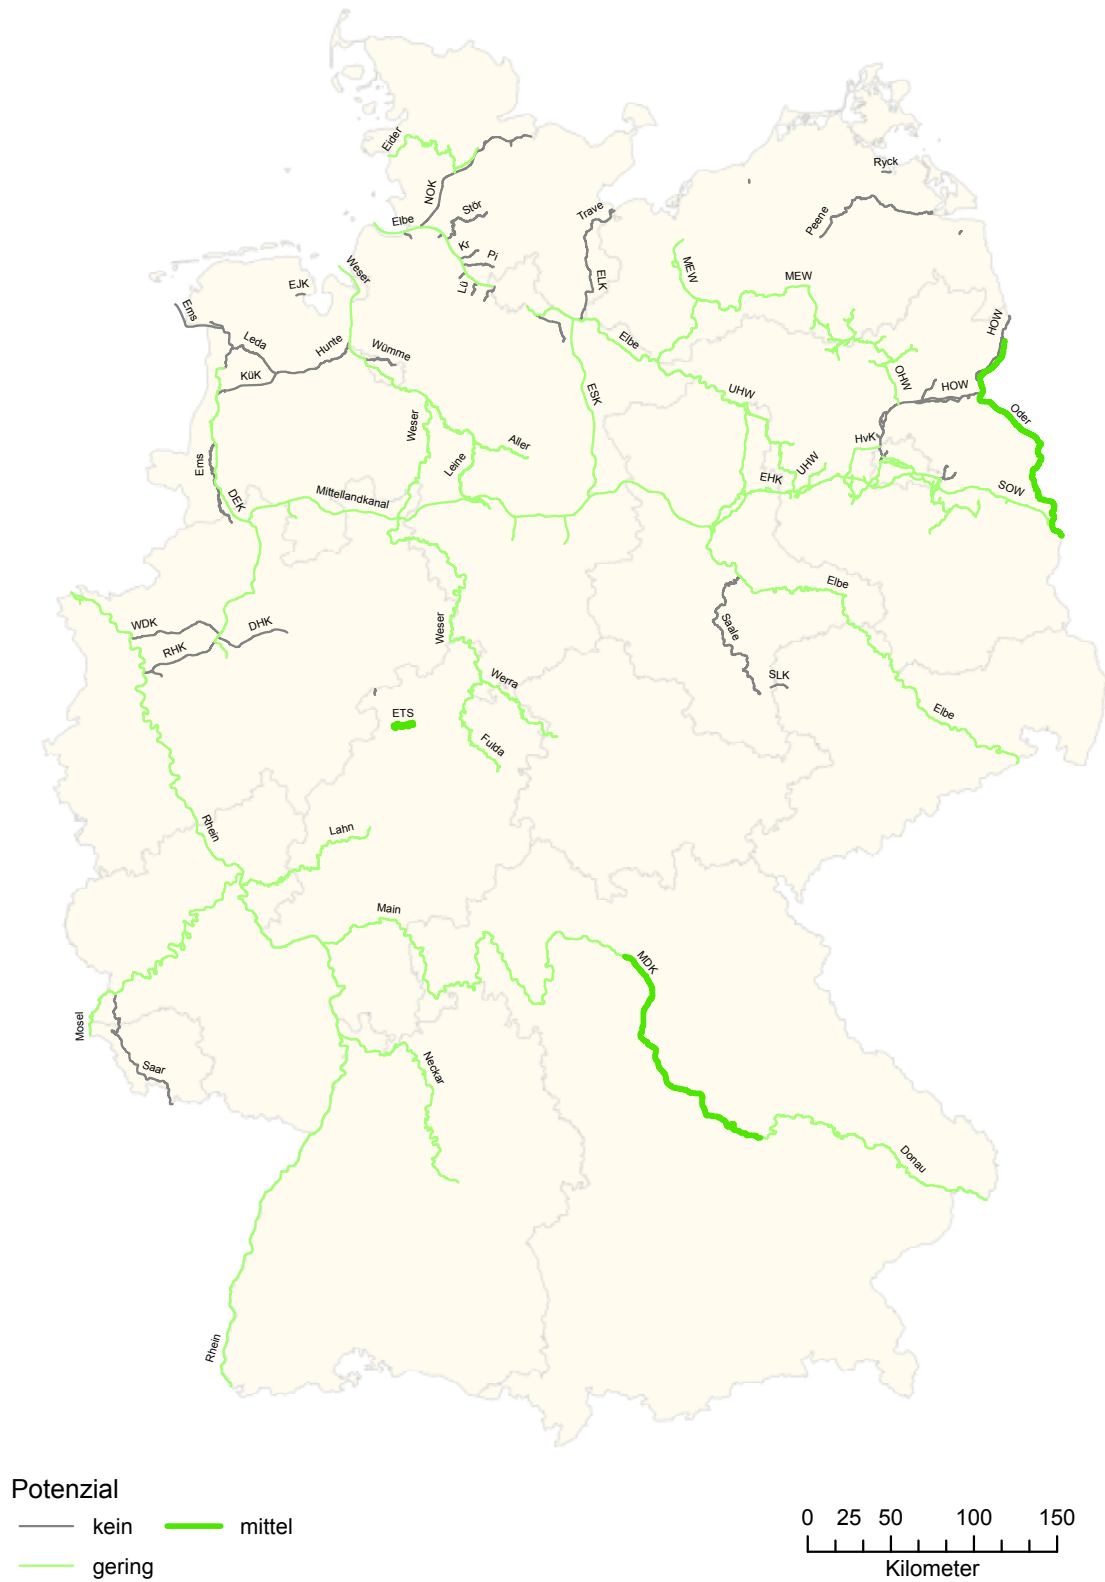 Eider
NOK
Elbe
Stör
Trave
Kr
Pi
Lü
ELK
Ryck
Peene
Weser
EJK
Ems
Leda
Hunte
Wümme
KüK
MEW
MEW
Elbe
HOW
OHW
HOW
Oder
UHW
ESK
Weser
Aller
Leine
Ems
DEK
Mittellandkanal
HvK
UHW
EHK
SOW
WDK
DHK
RHK
Weser
Elbe
Saale
SLK
Werra
ETS
Fulda
Elbe
Rhein
Lahn
Main
MDK
Mosel
Saar
Neckar
Donau
Rhein
Potenzial
kein
mittel
gering
0 25 50 100 150
Kilometer